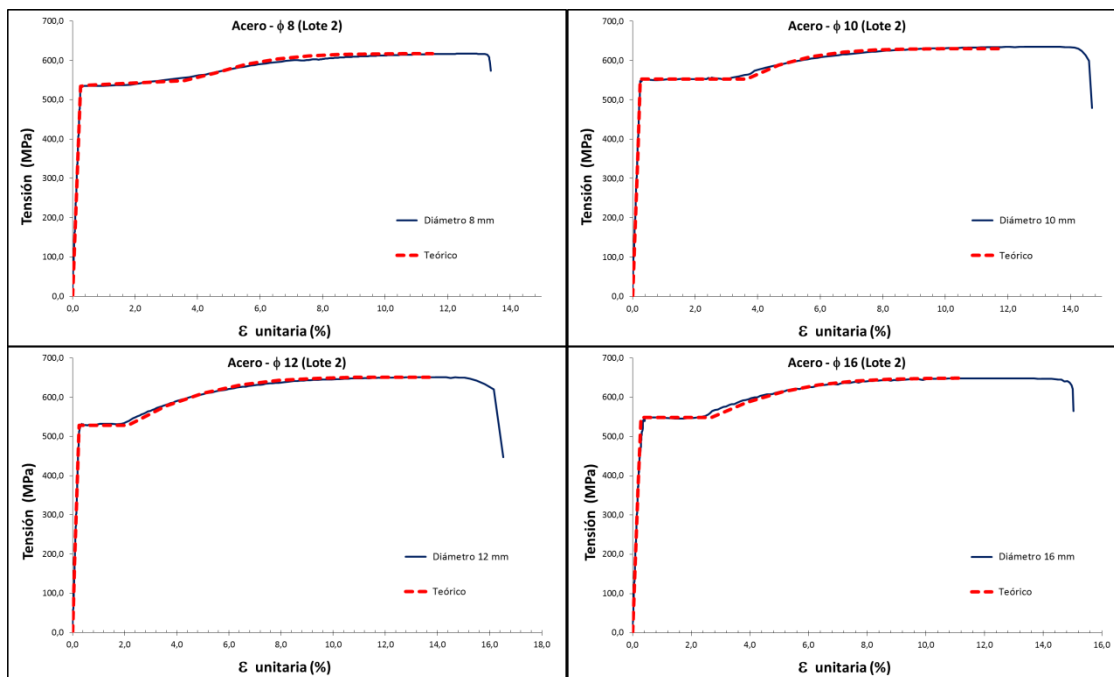 Acero - ϕ 8 (Lote 2)
Tensión (MPa)
700,0
600,0
500,0
400,0
300,0
200,0
100,0
0,0
Diámetro 8 mm
Teórico
0,0 2,0 4,0 6,0 8,0 10,0 12,0 14,0
ε unitaria (%)
Acero - ϕ 10 (Lote 2)
Tensión (MPa)
700,0
600,0
500,0
400,0
300,0
200,0
100,0
0,0
Diámetro 10 mm
Teórico
0,0 2,0 4,0 6,0 8,0 10,0 12,0 14,0
ε unitaria (%)
Acero - ϕ 12 (Lote 2)
Tensión (MPa)
700,0
600,0
500,0
400,0
300,0
200,0
100,0
0,0
Diámetro 12 mm
Teórico
0,0 2,0 4,0 6,0 8,0 10,0 12,0 14,0 16,0 18,0
ε unitaria (%)
Acero - ϕ 16 (Lote 2)
Tensión (MPa)
700,0
600,0
500,0
400,0
300,0
200,0
100,0
0,0
Diámetro 16 mm
Teórico
0,0 2,0 4,0 6,0 8,0 10,0 12,0 14,0 16,0
ε unitaria (%)